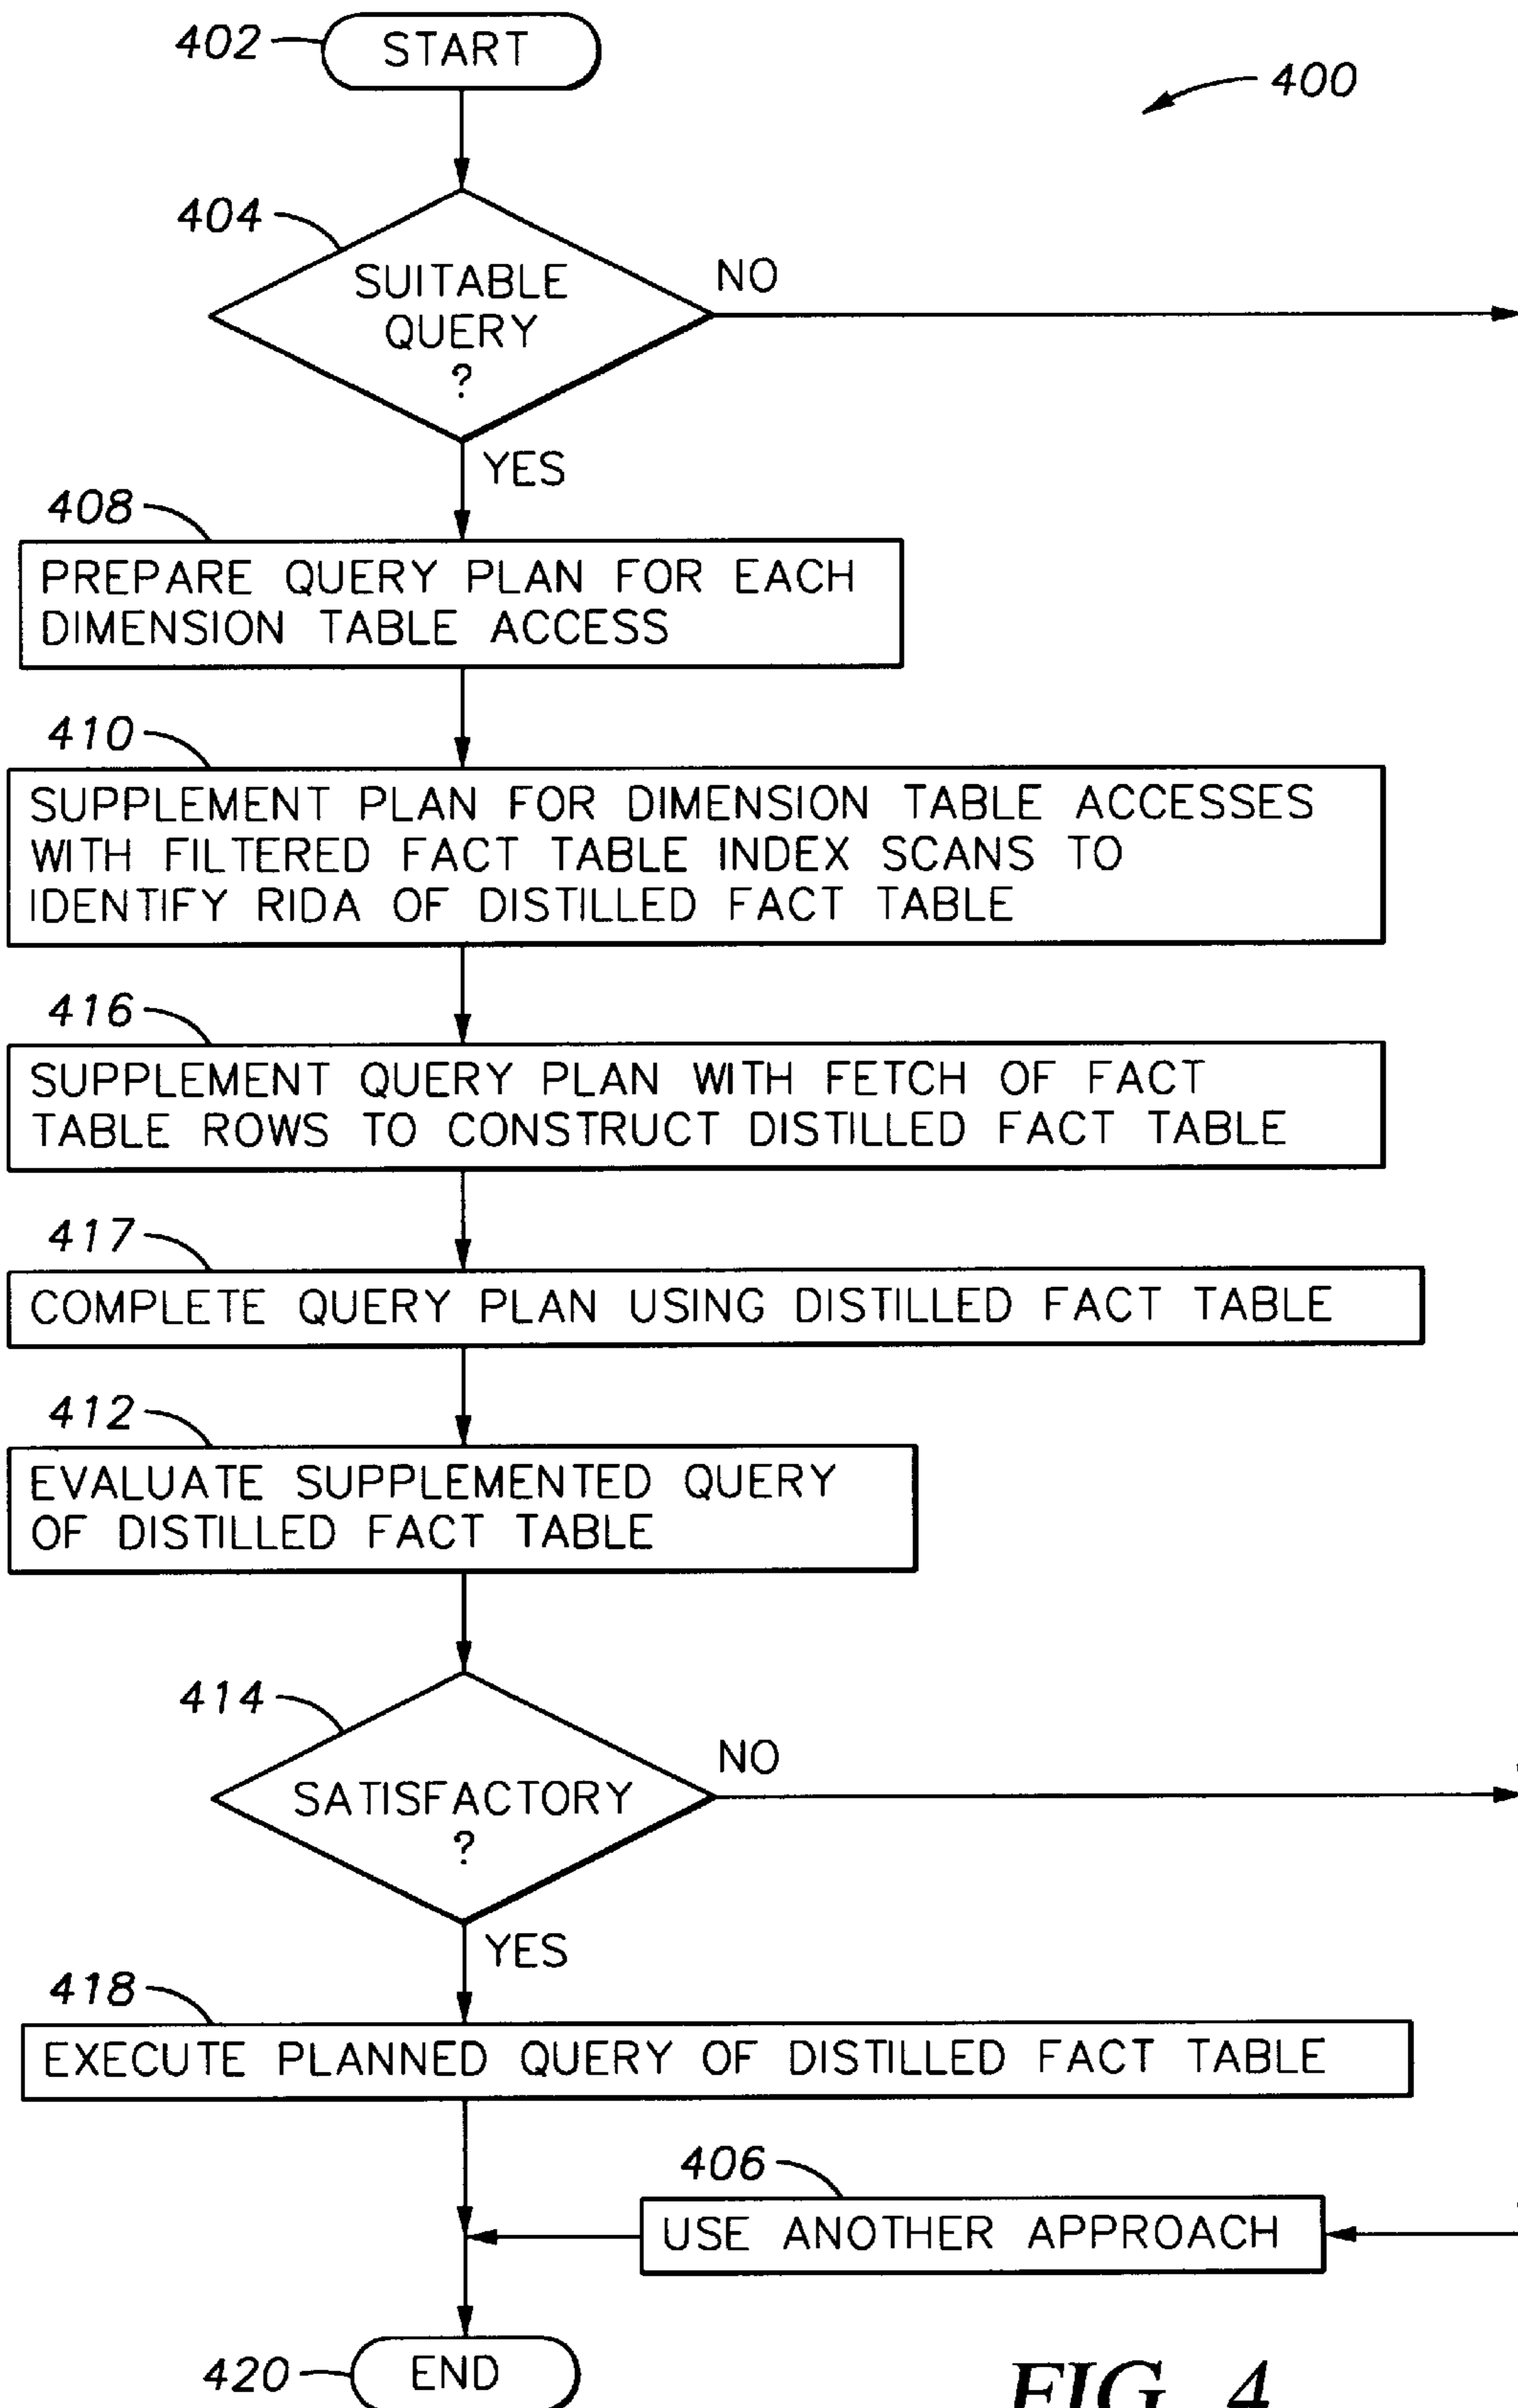 402
START
400
404
SUITABLE
QUERY
?
NO
YES
408
PREPARE QUERY PLAN FOR EACH
DIMENSION TABLE ACCESS
410
SUPPLEMENT PLAN FOR DIMENSION TABLE ACCESSES
WITH FILTERED FACT TABLE INDEX SCANS TO
IDENTIFY RIDA OF DISTILLED FACT TABLE
416
SUPPLEMENT QUERY PLAN WITH FETCH OF FACT
TABLE ROWS TO CONSTRUCT DISTILLED FACT TABLE
417
COMPLETE QUERY PLAN USING DISTILLED FACT TABLE
412
EVALUATE SUPPLEMENTED QUERY
OF DISTILLED FACT TABLE
414
SATISFACTORY
?
NO
YES
418
EXECUTE PLANNED QUERY OF DISTILLED FACT TABLE
406
USE ANOTHER APPROACH
420
END
FIG. 4